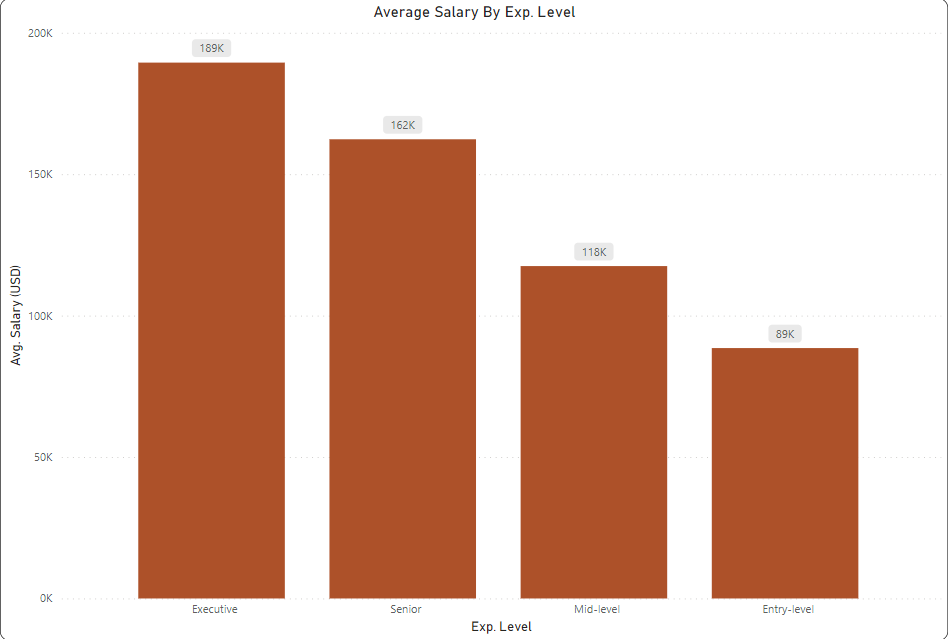 Average Salary By Exp. Level
200K
150K
100K
50K
0K
Avg. Salary (USD)
189K
162K
118K
89K
Executive
Senior
Mid-level
Entry-level
Exp. Level